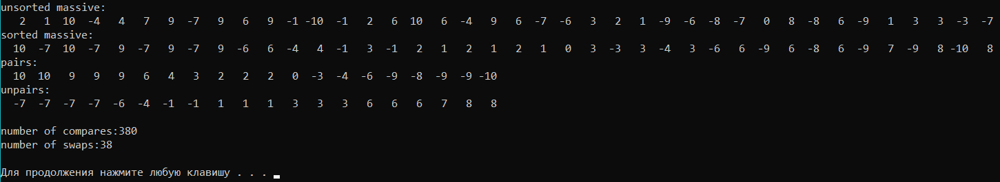 unsorted massive:
2 1 10 -4 4 7 9 -7 9 6 9 -1 -10 -1 2 6 10 6 -4 9 6 -7 -6 3 2 1 -9 -6 -8 -7 0 8 -8 6 -9 1 3 3 -3 -7
sorted massive:
10 -7 10 -7 9 -7 9 -7 9 -6 6 -4 4 -1 3 -1 2 1 2 1 2 1 0 3 -3 3 -4 3 -6 6 -9 6 -8 6 -9 7 -9 8 -10 8
pairs:
10 10 9 9 9 6 4 3 2 2 2 0 -3 -4 -6 -9 -8 -9 -9 -10
unpairs:
-7 -7 -7 -7 -6 -4 -1 -1 1 1 1 3 3 3 6 6 6 7 8 8
number of compares:380
number of swaps:38
Для продолжения нажмите любую клавишу . . .